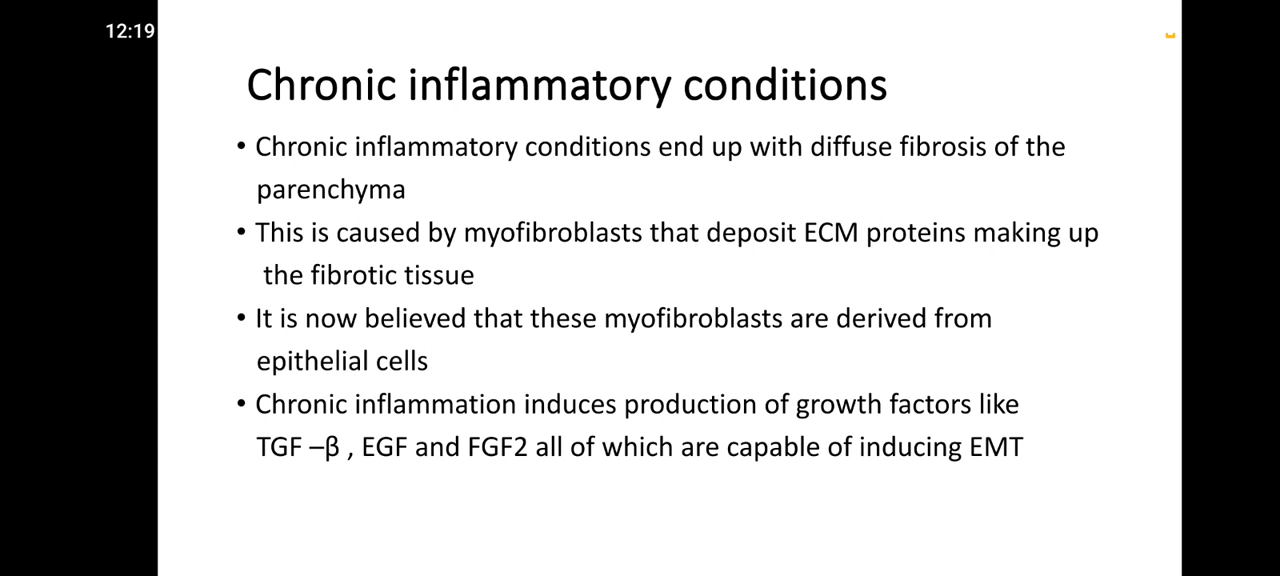 12:19
Chronic inflammatory conditions
• Chronic inflammatory conditions end up with diffuse fibrosis of the
parenchyma
• This is caused by myofibroblasts that deposit ECM proteins making up
the fibrotic tissue
• It is now believed that these myofibroblasts are derived from
epithelial cells
• Chronic inflammation induces production of growth factors like
TGF –β , EGF and FGF2 all of which are capable of inducing EMT